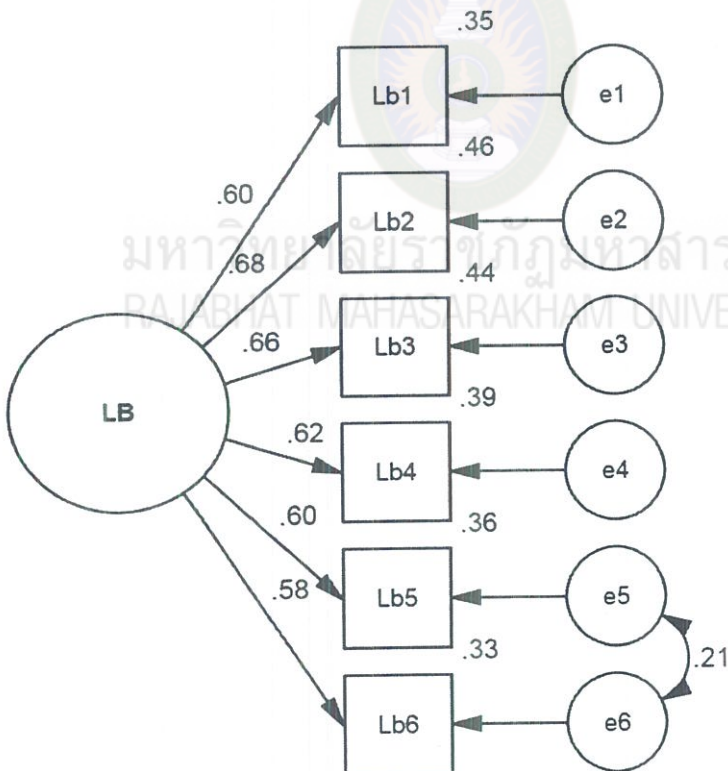 .35
Lb1
e1
.46
.60
Lb2
e2
.68
.44
.66
Lb3
e3
.39
LB
.62
Lb4
e4
.60
.36
.58
Lb5
e5
.33
.21
Lb6
e6
มหาวิทยาลัยราชภัฏมหาสาร
RAJABHAT MAHASARAKHAM UNIVE